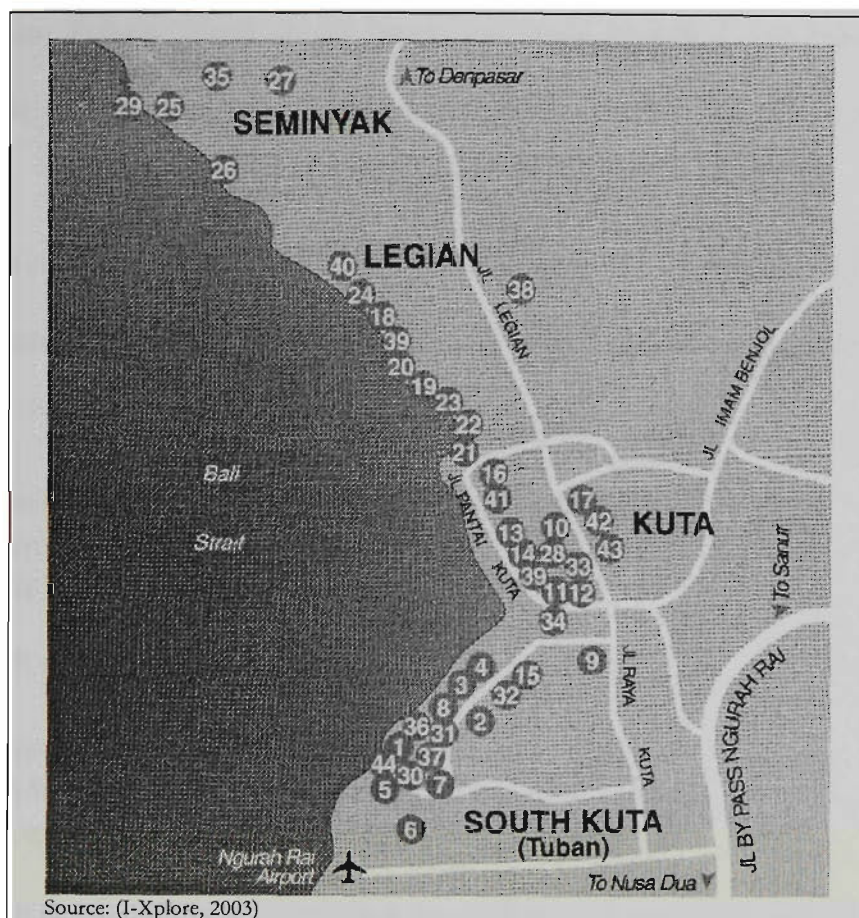 35 27 To Denpasar
29 25
SEMINYAK
26
40 LEGIAN
24 JL LEGIAN 38
18
39
20
19
23
22
21
JL IMAM BENJOL
Bali
Strait
JL PANTAI KUTA
16
41
17
10 42 KUTA
13
14 28 43
39 33
11 12
34
To Sanur
4 9
3 15
8 32
2
36
31
1
37
44
30
5 7
JL RAYA KUTA
JL BY PASS NGURAH RAI
6 SOUTH KUTA
(Tuban)
Ngurah Rai
Airport
To Nusa Dua
Source: (I-Xplore, 2003)